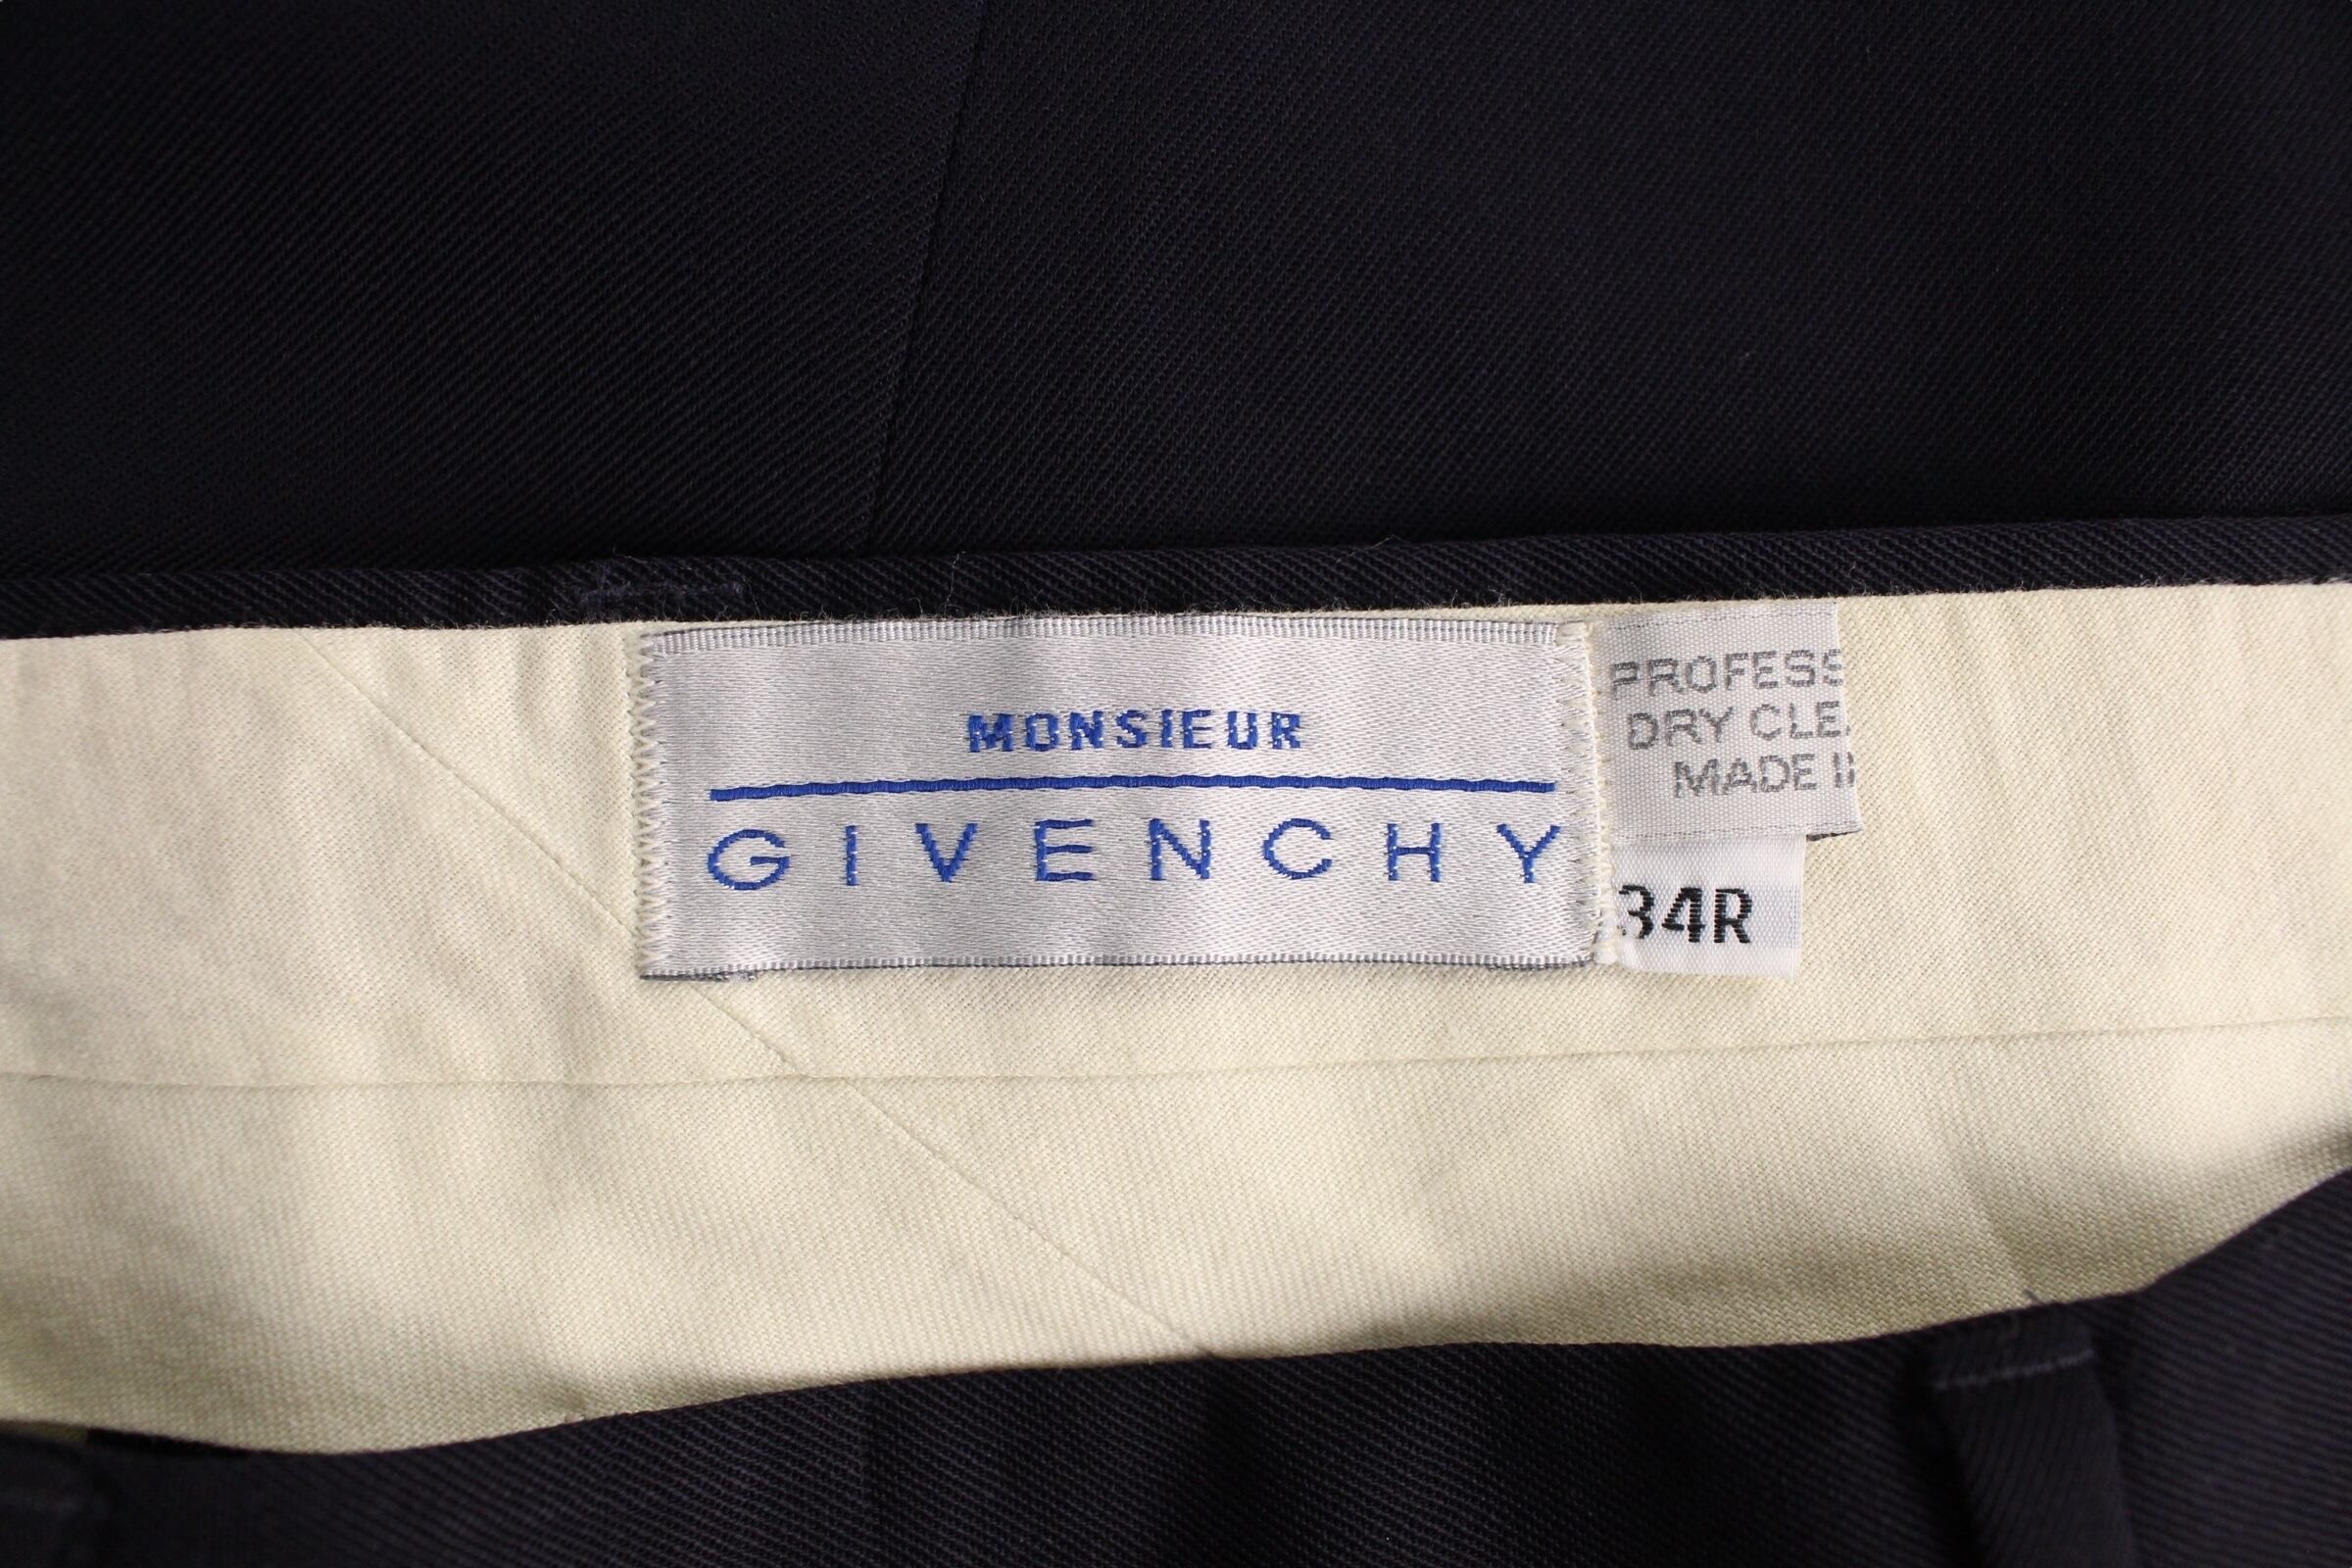 MONSIEUR
GIVENCHY
PROFESS
DRY CLE
MADE I
34R